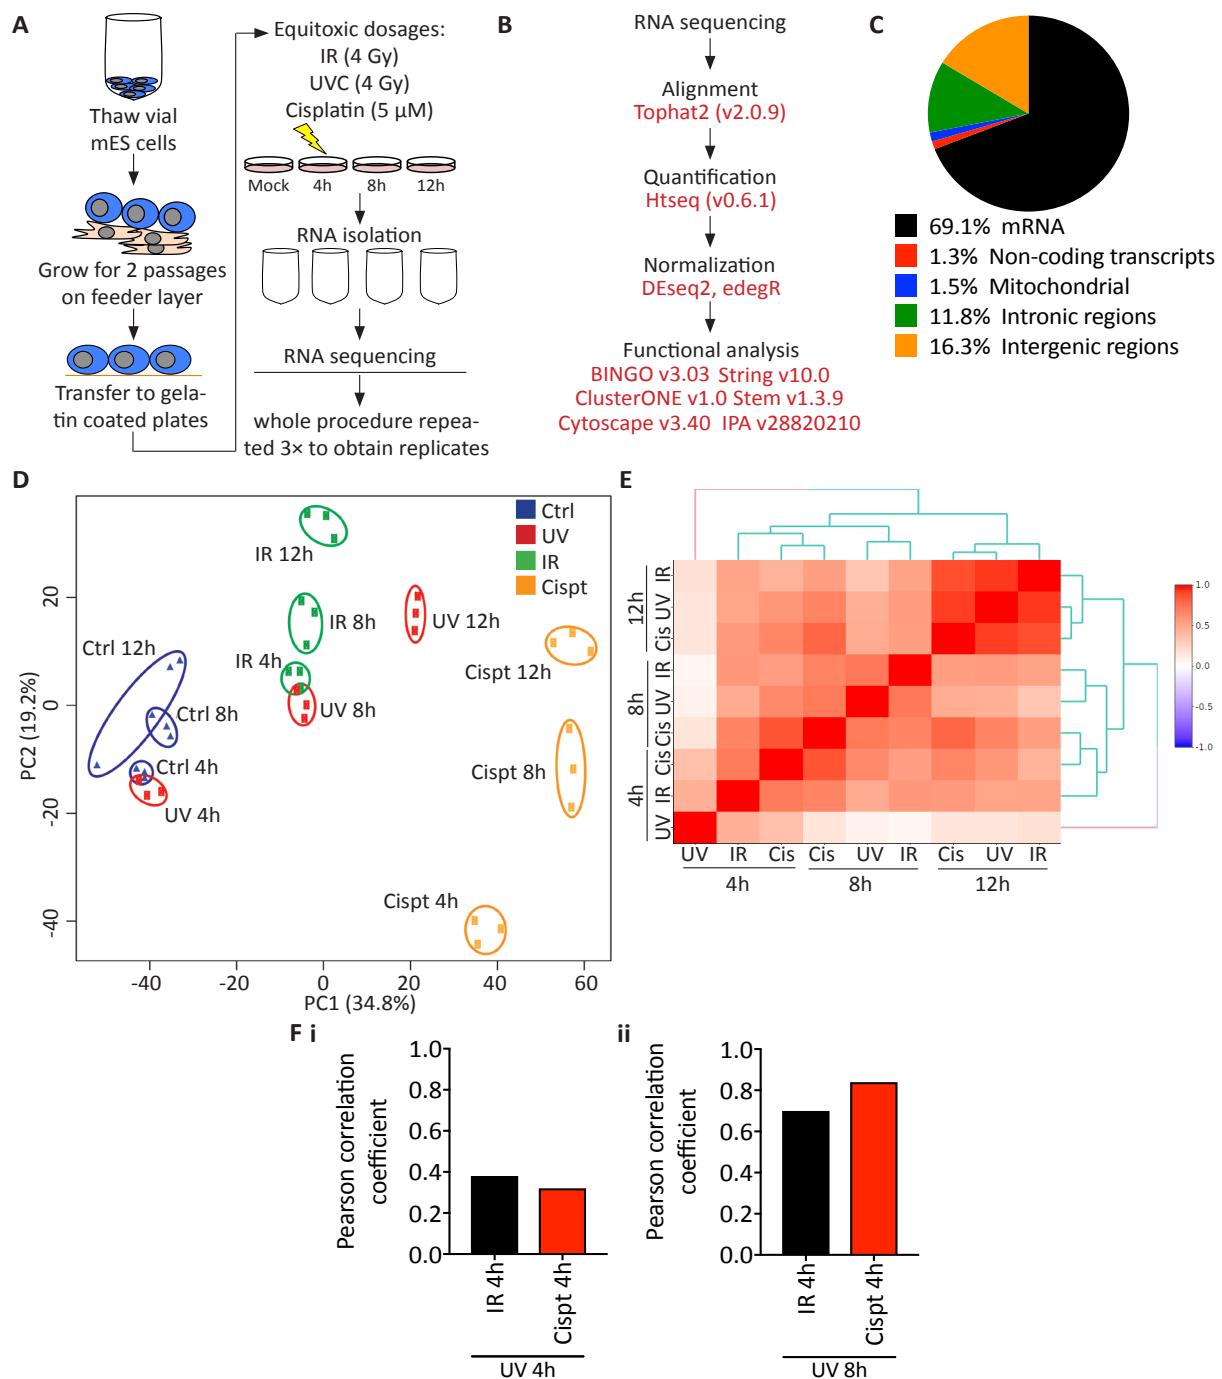 A
Thaw vial
mES cells
Grow for 2 passages
on feeder layer
Transfer to gela-
tin coated plates
Equitoxic dosages:
IR (4 Gy)
UVC (4 Gy)
Cisplatin (5 µM)
Mock 4h 8h 12h
RNA isolation
RNA sequencing
whole procedure repea-
ted 3× to obtain replicates
B
RNA sequencing
Alignment
Tophat2 (v2.0.9)
Quantification
Htseq (v0.6.1)
Normalization
DEseq2, edegR
Functional analysis
BINGO v3.03 String v10.0
ClusterONE v1.0 Stem v1.3.9
Cytoscape v3.40 IPA v28820210
C
69.1% mRNA
1.3% Non-coding transcripts
1.5% Mitochondrial
11.8% Intronic regions
16.3% Intergenic regions
D
Ctrl
UV
IR
Cispt
IR 12h
IR 8h
UV 12h
Ctrl 12h
IR 4h
Cispt 12h
Ctrl 8h
UV 8h
Ctrl 4h
Cispt 8h
UV 4h
Cispt 4h
PC2 (19.2%)
20
0
-20
-40
-40 -20 0 20 40 60
PC1 (34.8%)
E
12h
IR
UV
Cis
8h
IR
UV
Cis
4h
Cis
IR
UV
UV IR Cis Cis UV IR Cis UV IR
4h 8h 12h
1.0
0.5
0.0
-0.5
-1.0
F i
Pearson correlation
coefficient
1.0
0.8
0.6
0.4
0.2
0.0
IR 4h
Cispt 4h
UV 4h
ii
Pearson correlation
coefficient
1.0
0.8
0.6
0.4
0.2
0.0
IR 4h
Cispt 4h
UV 8h